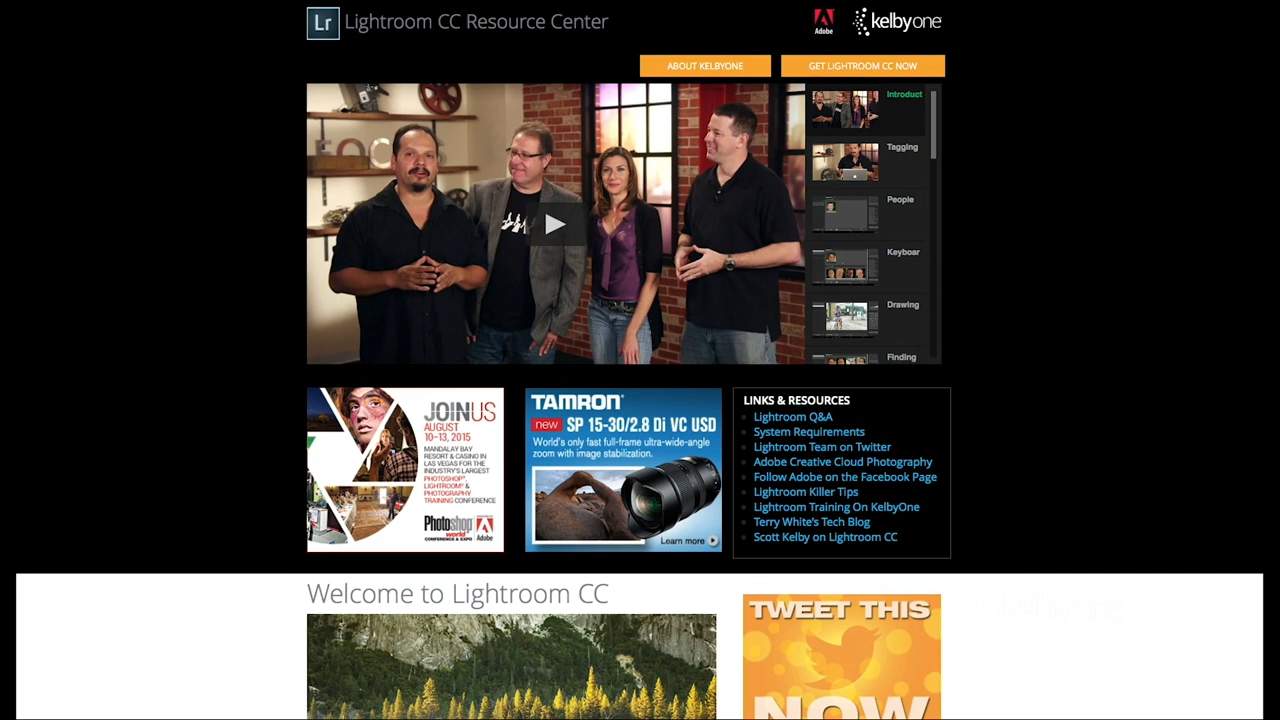 Lr Lightroom CC Resource Center
Adobe
kelbyone
ABOUT KELBYONE
GET LIGHTROOM CC NOW
Introduct
Tagging
People
Keyboar
Drawing
Finding
JOIN US
AUGUST
10–13, 2015
MANDALAY BAY
RESORT & CASINO IN
LAS VEGAS FOR THE
INDUSTRY'S LARGEST
PHOTOSHOP®,
LIGHTROOM® &
PHOTOGRAPHY
TRAINING CONFERENCE
Photoshop
world
CONFERENCE & EXPO
Adobe
TAMRON®
new SP 15-30/2.8 Di VC USD
World's only fast full-frame ultra-wide-angle
zoom with image stabilization.
Learn more
LINKS & RESOURCES
Lightroom Q&A
System Requirements
Lightroom Team on Twitter
Adobe Creative Cloud Photography
Follow Adobe on the Facebook Page
Lightroom Killer Tips
Lightroom Training On KelbyOne
Terry White's Tech Blog
Scott Kelby on Lightroom CC
Welcome to Lightroom CC
TWEET THIS
NOW
kelbyone